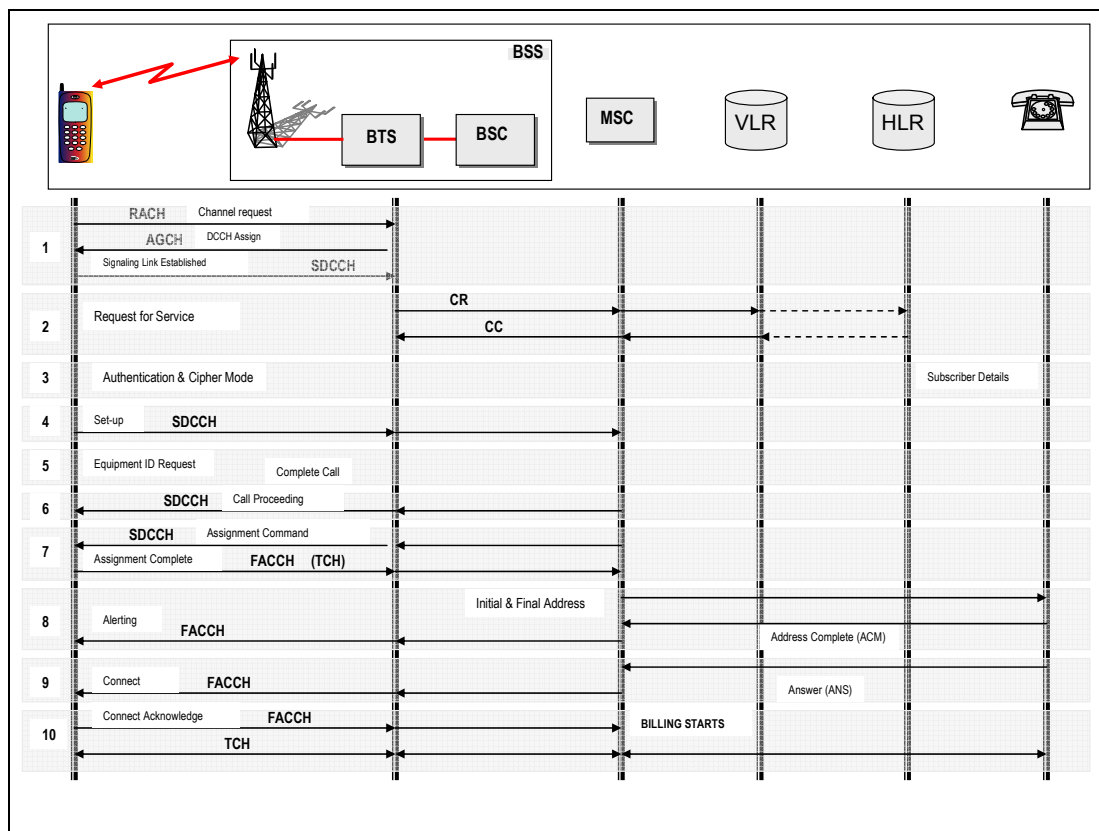 BSS
BTS
BSC
MSC
VLR
HLR
RACH Channel request
1
AGCH DCCH Assign
Signaling Link Established SDCCH
2
Request for Service
CR
CC
3
Authentication & Cipher Mode
Subscriber Details
4
Set-up SDCCH
5
Equipment ID Request
Complete Call
6
SDCCH Call Proceeding
7
SDCCH Assignment Command
Assignment Complete FACCH (TCH)
8
Initial & Final Address
Alerting
FACCH
Address Complete (ACM)
9
Connect FACCH
Answer (ANS)
10
Connect Acknowledge FACCH
BILLING STARTS
TCH